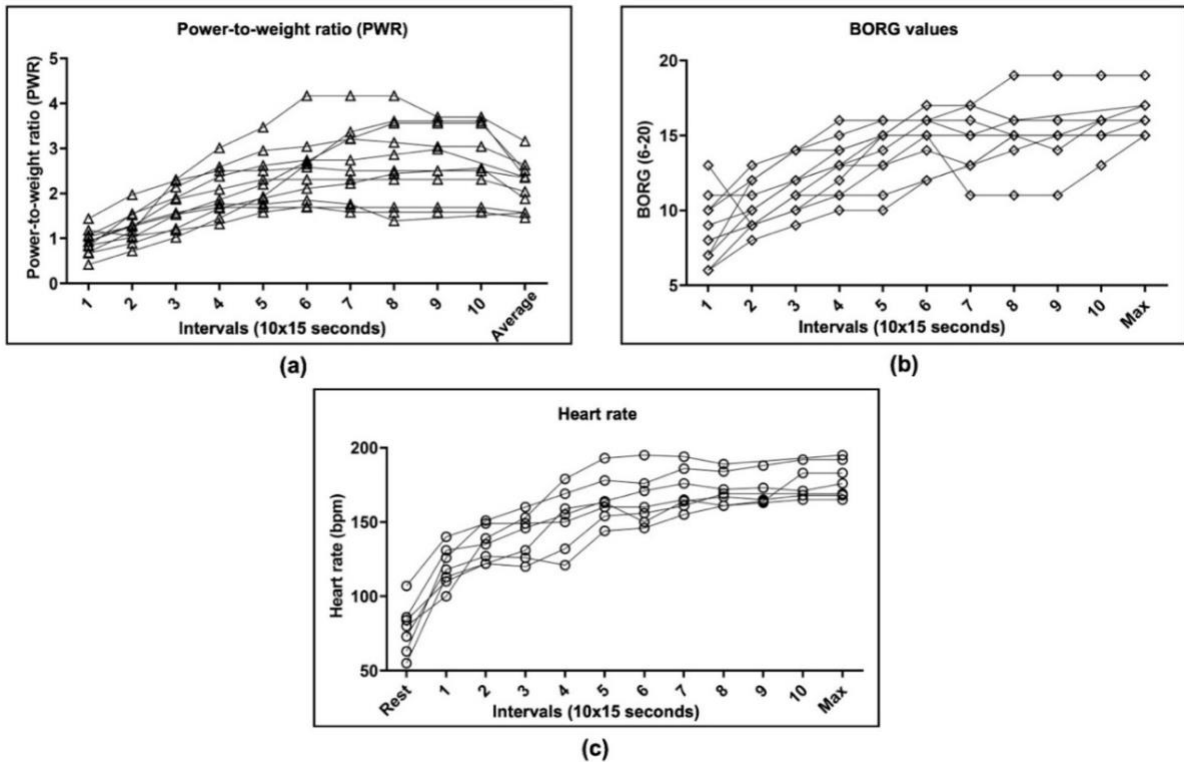 Power-to-weight ratio (PWR)
Power-to-weight ratio (PWR)
5
4
3
2
1
0
1 2 3 4 5 6 7 8 9 10 Average
Intervals (10x15 seconds)
(a)
BORG values
BORG (6-20)
20
15
10
5
1 2 3 4 5 6 7 8 9 10 Max
Intervals (10x15 seconds)
(b)
Heart rate
Heart rate (bpm)
200
150
100
50
Rest 1 2 3 4 5 6 7 8 9 10 Max
Intervals (10x15 seconds)
(c)